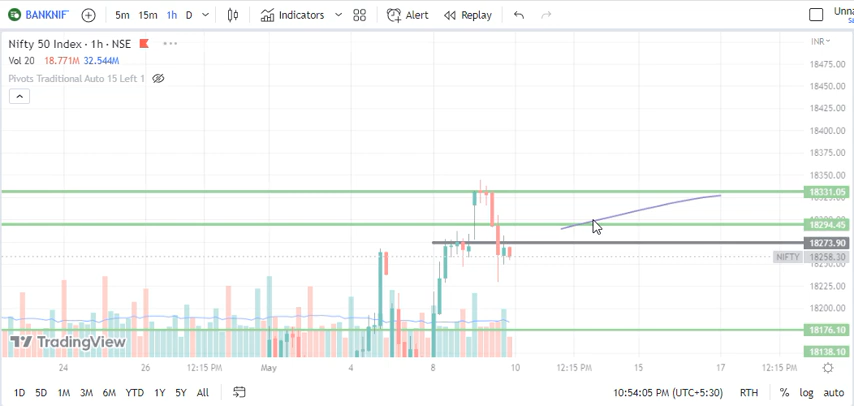 BANKNIF 5m 15m 1h D Indicators Alert Replay Unna
Nifty 50 Index · 1h · NSE INR
Vol 20 18.771M 32.544M
Pivots Traditional Auto 15 Left 1
18475.00
18450.00
18425.00
18400.00
18375.00
18350.00
18331.05
18294.45
18273.90
NIFTY 18258.30
18225.00
18200.00
18176.10
TradingView
18138.10
24 26 12:15 PM May 4 8 10 12:15 PM 15 17 12:15 PM
1D 5D 1M 3M 6M YTD 1Y 5Y All 10:54:05 PM (UTC+5:30) RTH % log auto